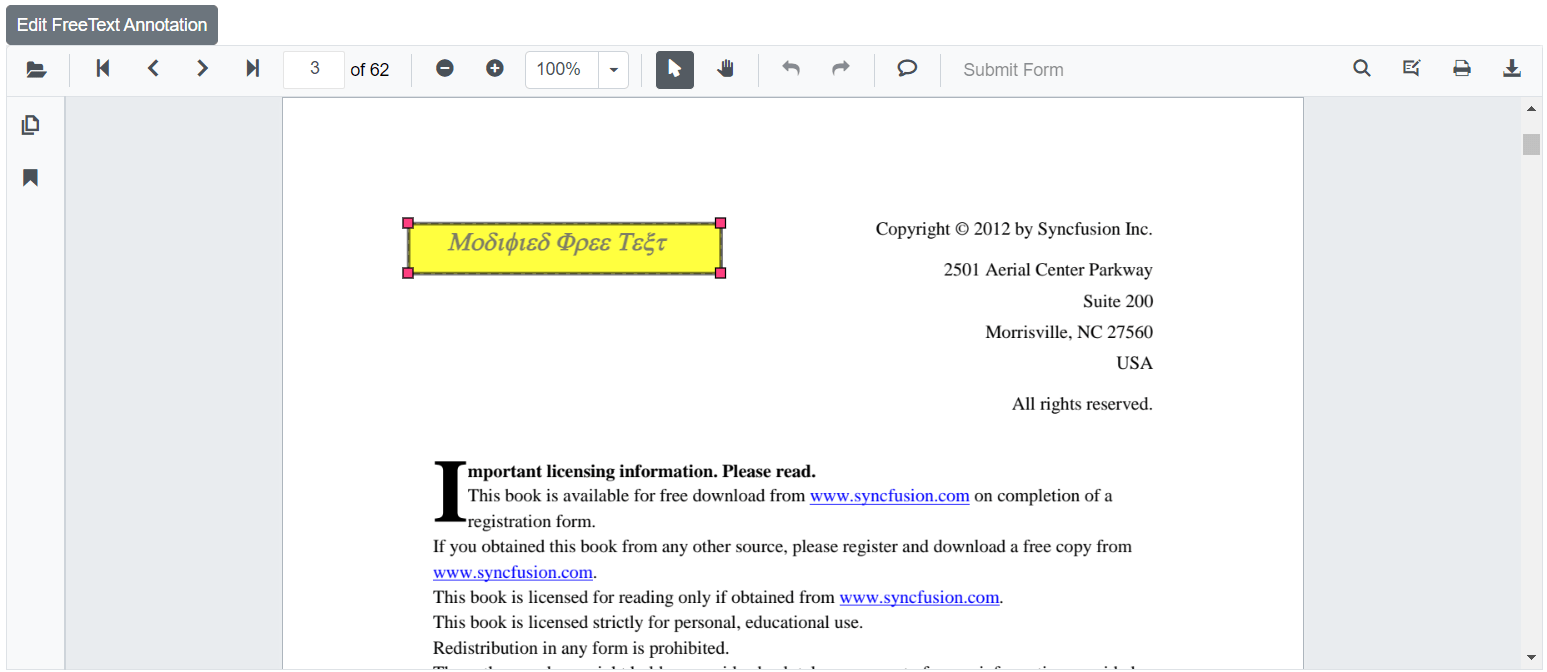 Edit FreeText Annotation
3 of 62 100% Submit Form
Μοδιφιεδ Φρεε Τεξτ
Copyright © 2012 by Syncfusion Inc.
2501 Aerial Center Parkway
Suite 200
Morrisville, NC 27560
USA
All rights reserved.
Important licensing information. Please read.
This book is available for free download from www.syncfusion.com on completion of a
registration form.
If you obtained this book from any other source, please register and download a free copy from
www.syncfusion.com.
This book is licensed for reading only if obtained from www.syncfusion.com.
This book is licensed strictly for personal, educational use.
Redistribution in any form is prohibited.